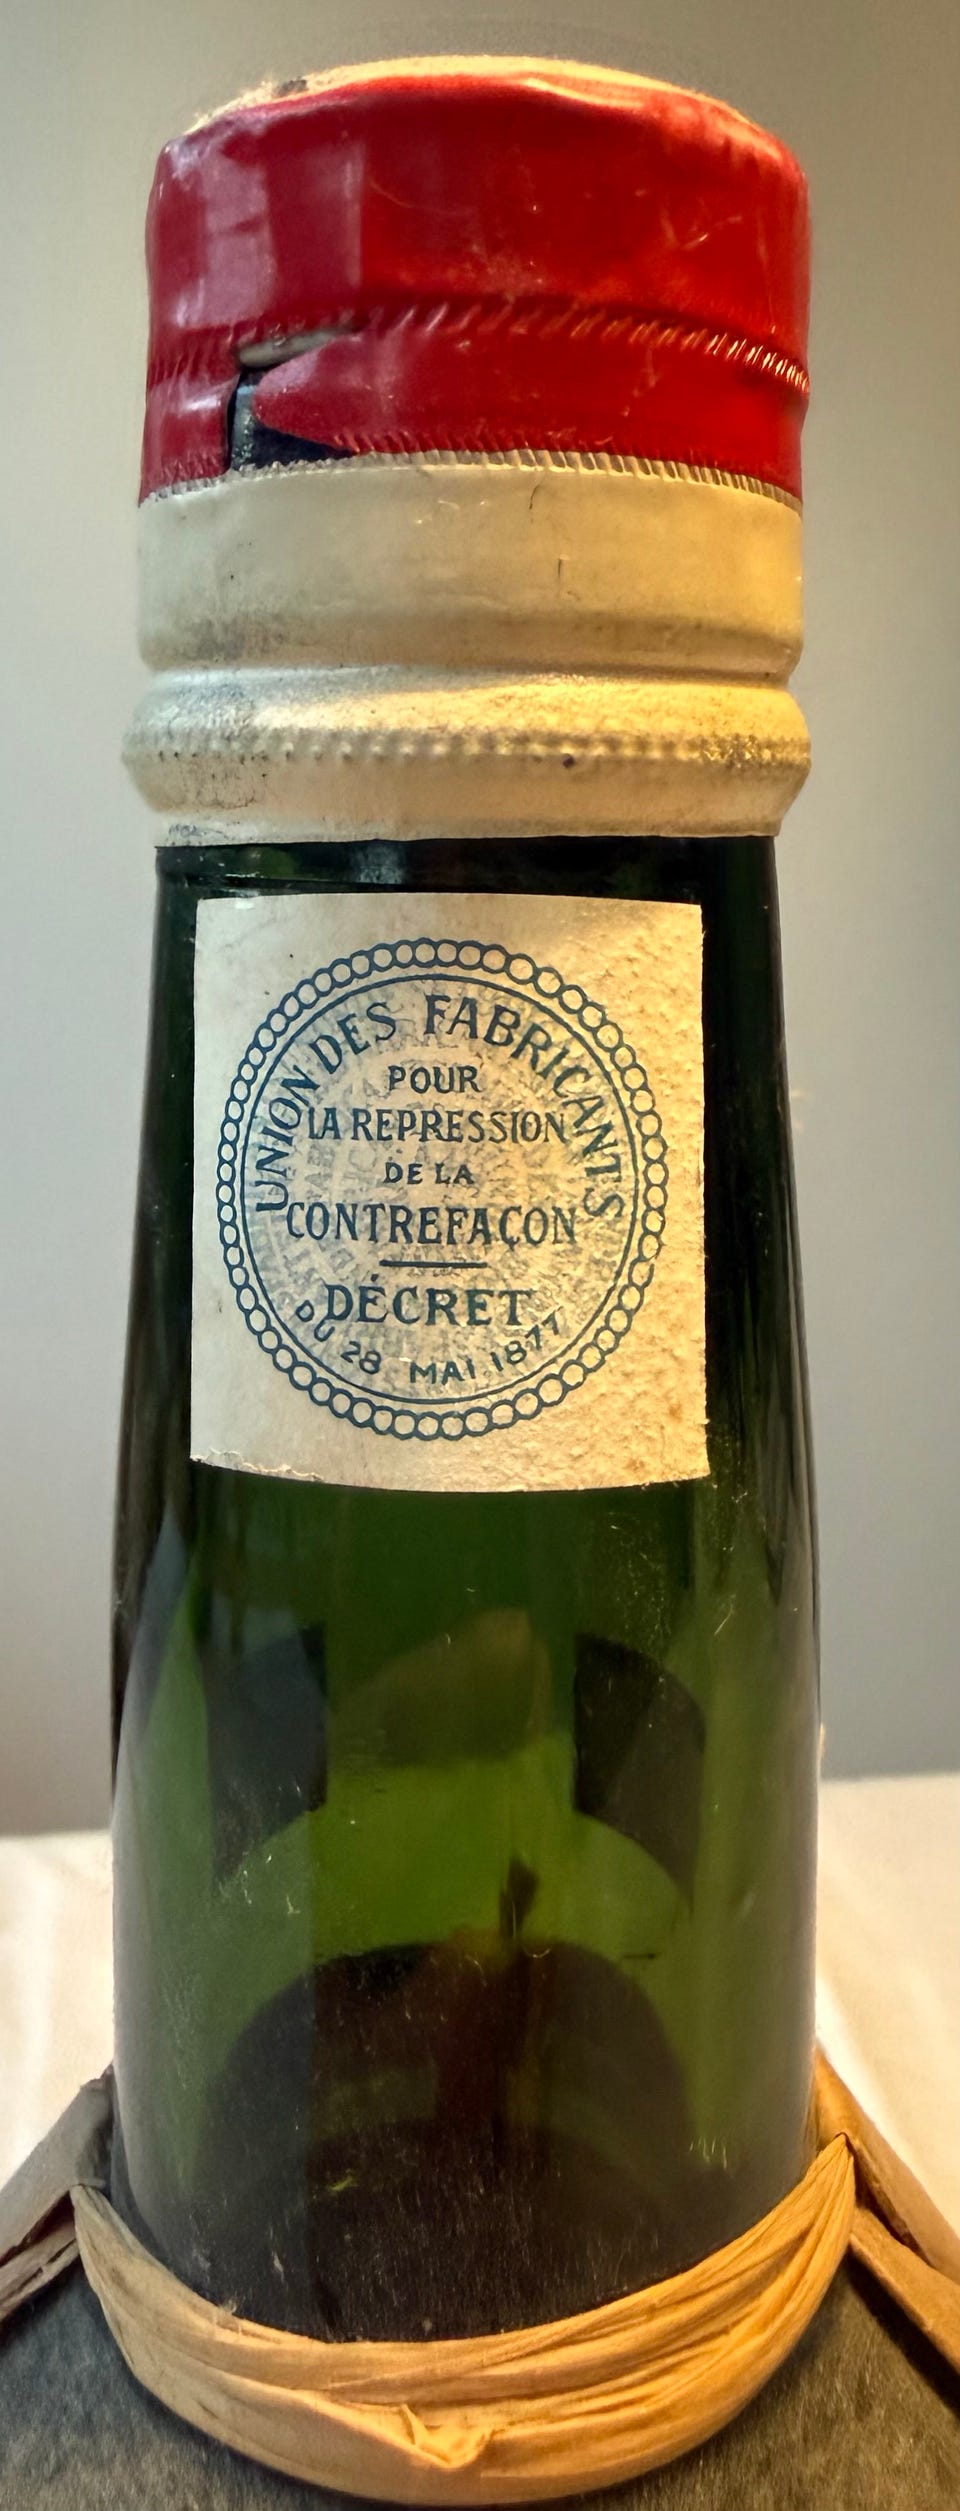 UNION DES FABRICANTS
POUR
LA REPRESSION
DE LA
CONTREFAÇON
DÉCRET
DU 28 MAI 1877